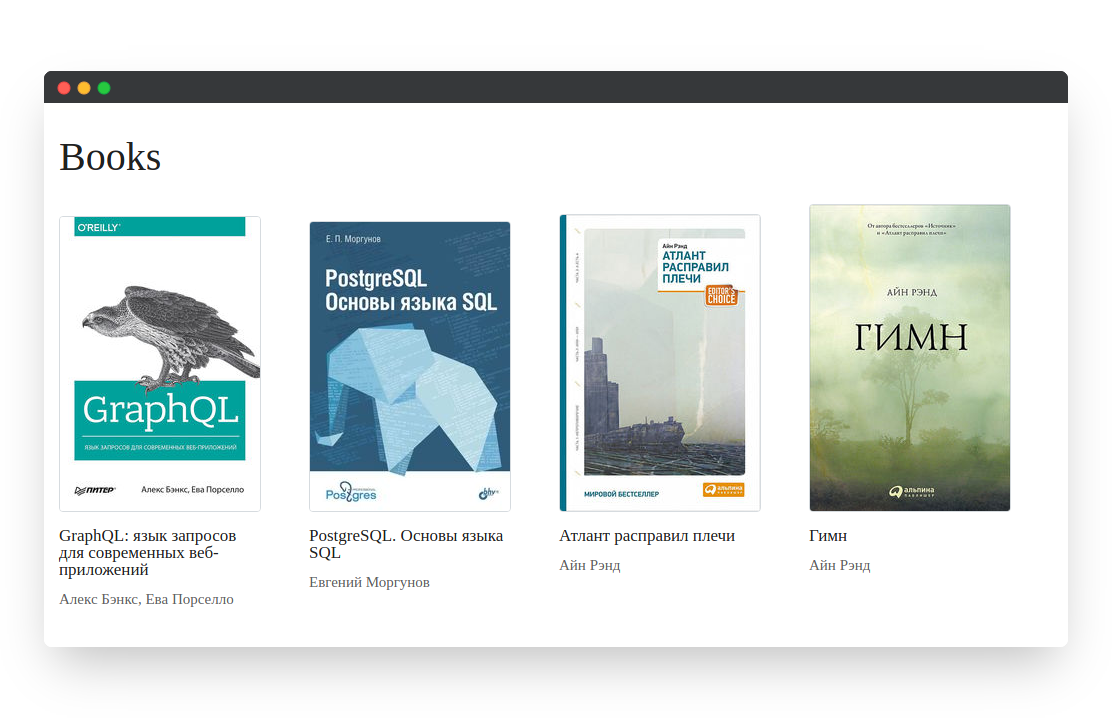 Books
O'REILLY
GraphQL
ЯЗЫК ЗАПРОСОВ ДЛЯ СОВРЕМЕННЫХ ВЕБ-ПРИЛОЖЕНИЙ
ПИТЕР
Алекс Бэнкс, Ева Порселло
Е. П. Моргунов
PostgreSQL
Основы языка SQL
Postgres
bhv
Айн Рэнд
АТЛАНТ
РАСПРАВИЛ
ПЛЕЧИ
EDITOR'S
CHOICE
МИРОВОЙ БЕСТСЕЛЛЕР
альпина
ПАБЛИШЕР
От автора бестселлеров «Источник»
и «Атлант расправил плечи»
АЙН РЭНД
ГИМН
альпина
ПАБЛИШЕР
GraphQL: язык запросов
для современных веб-
приложений
Алекс Бэнкс, Ева Порселло
PostgreSQL. Основы языка
SQL
Евгений Моргунов
Атлант расправил плечи
Айн Рэнд
Гимн
Айн Рэнд